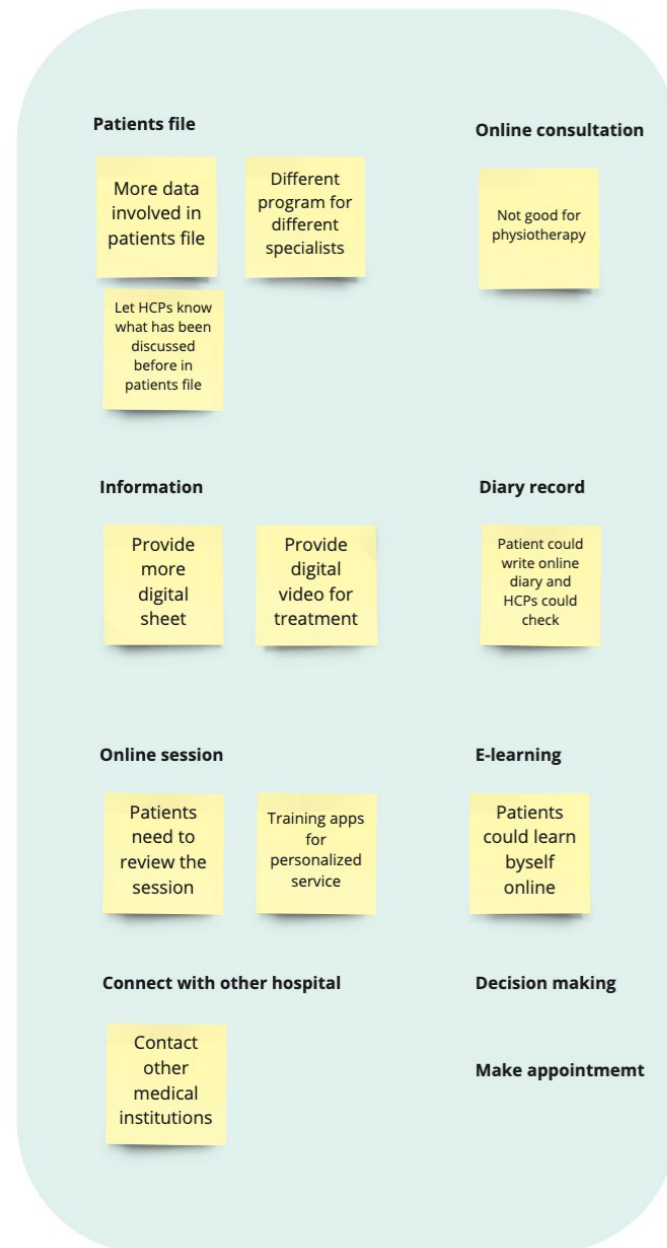 Patients file
More data
involved in
patients file
Different
program for
different
specialists
Let HCPs know
what has been
discussed
before in
patients file
Online consultation
Not good for
physiotherapy
Information
Provide
more
digital
sheet
Provide
digital
video for
treatment
Diary record
Patient could
write online
diary and
HCPs could
check
Online session
Patients
need to
review the
session
Training apps
for
personalized
service
E-learning
Patients
could learn
byself
online
Connect with other hospital
Contact
other
medical
institutions
Decision making
Make appointmemt